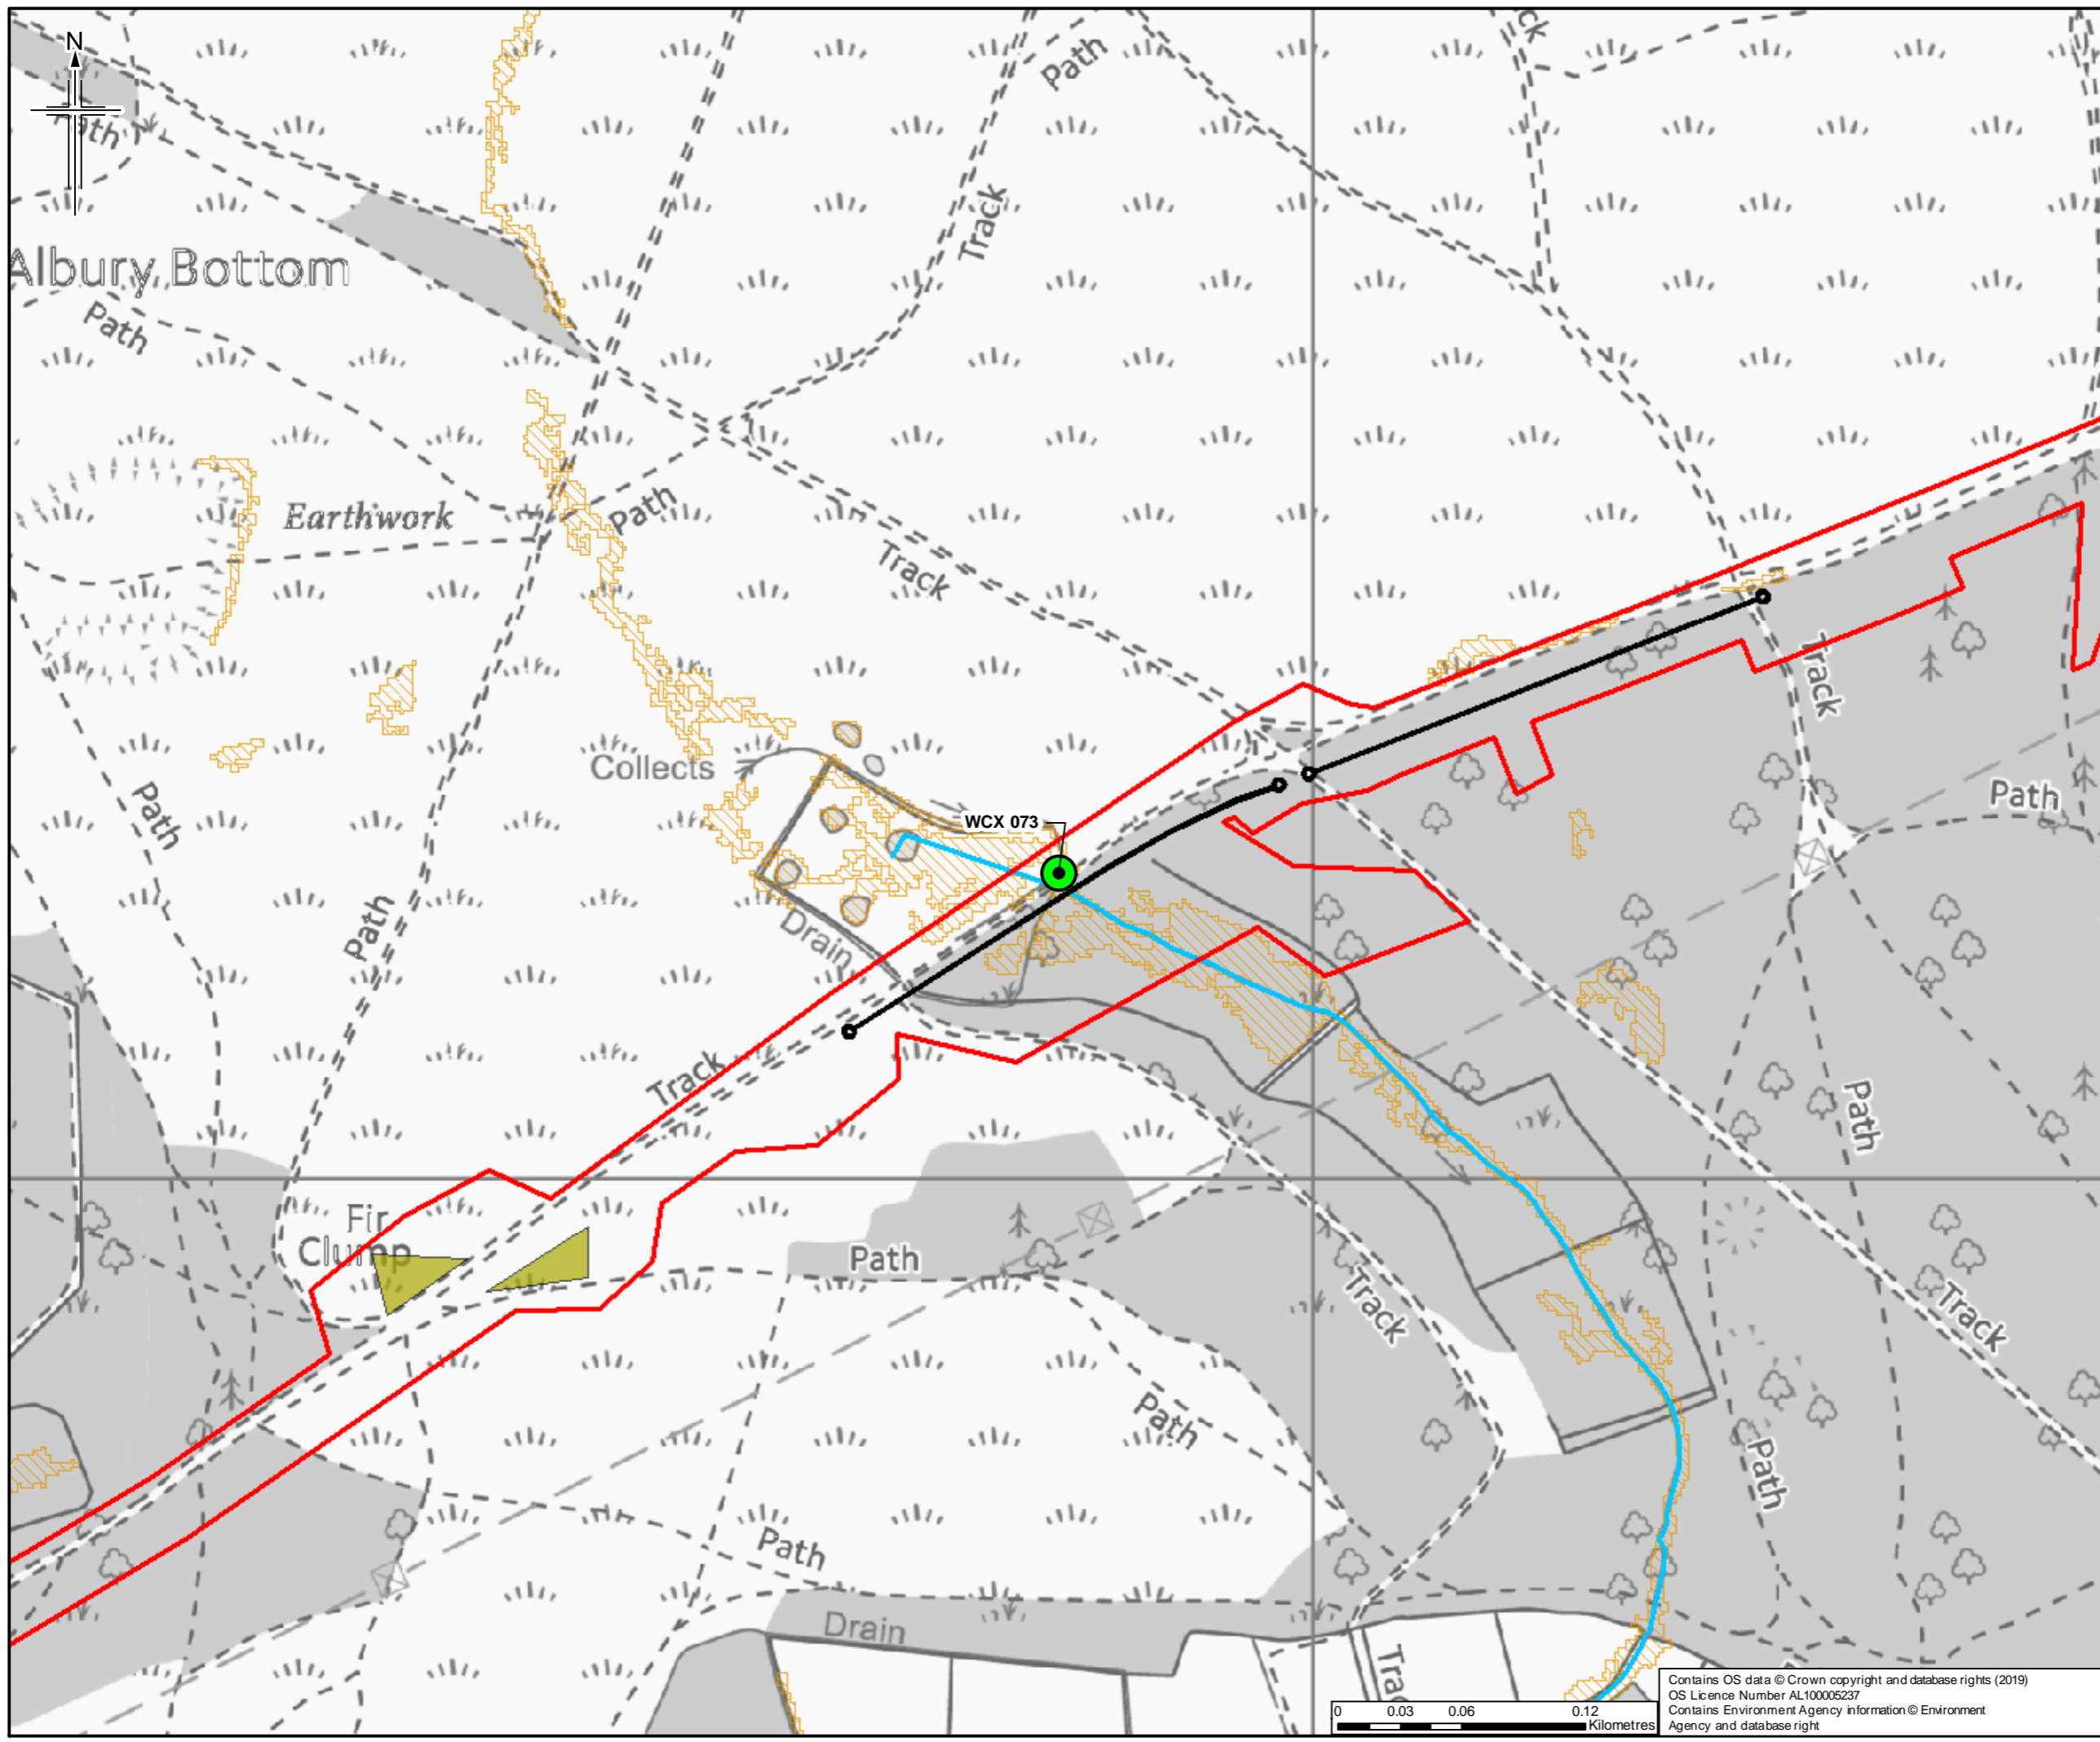 N
Path
Path
ck
Path
Track
Albury Bottom
Path
Earthwork
Path
Track
Track
Collects
Path
Path
WCX 073
Path
Drain
Track
Path
Fir
Clump
Path
Track
Track
Path
Path
Path
Drain
Trac
0 0.03 0.06 0.12
Kilometres
Contains OS data © Crown copyright and database rights (2019)
OS Licence Number AL100005237
Contains Environment Agency information © Environment
Agency and database right